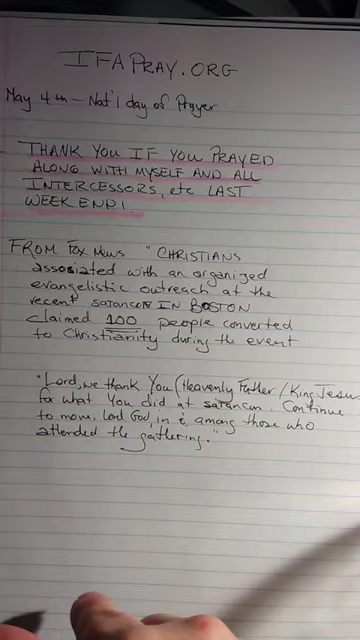 IFAPRAY.ORG
May 4th - Nat'l day of Prayer
- THANK YOU IF YOU PRAYED
ALONG WITH MYSELF AND ALL
INTERCESSORS, etc LAST
WEEK END!
FROM Fox News "CHRISTIANS
associated with an organized
evangelistic outreach at the
recent satancon IN BOSTON
claimed 100 people converted
to Christianity during the event
"Lord, we thank You (Heavenly Father / King Jesus
for what You did at satancon. Continue
to move, Lord God, in & among those who
attended the gathering."